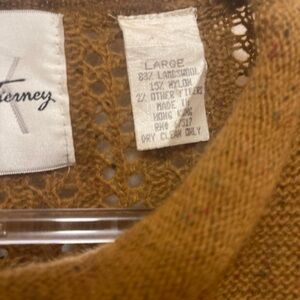 Tierney
LARGE
83% LAMBSWOOL
15% NYLON
2% OTHER FIBERS
MADE IN
HONG KONG
DRY CLEAN ONLY